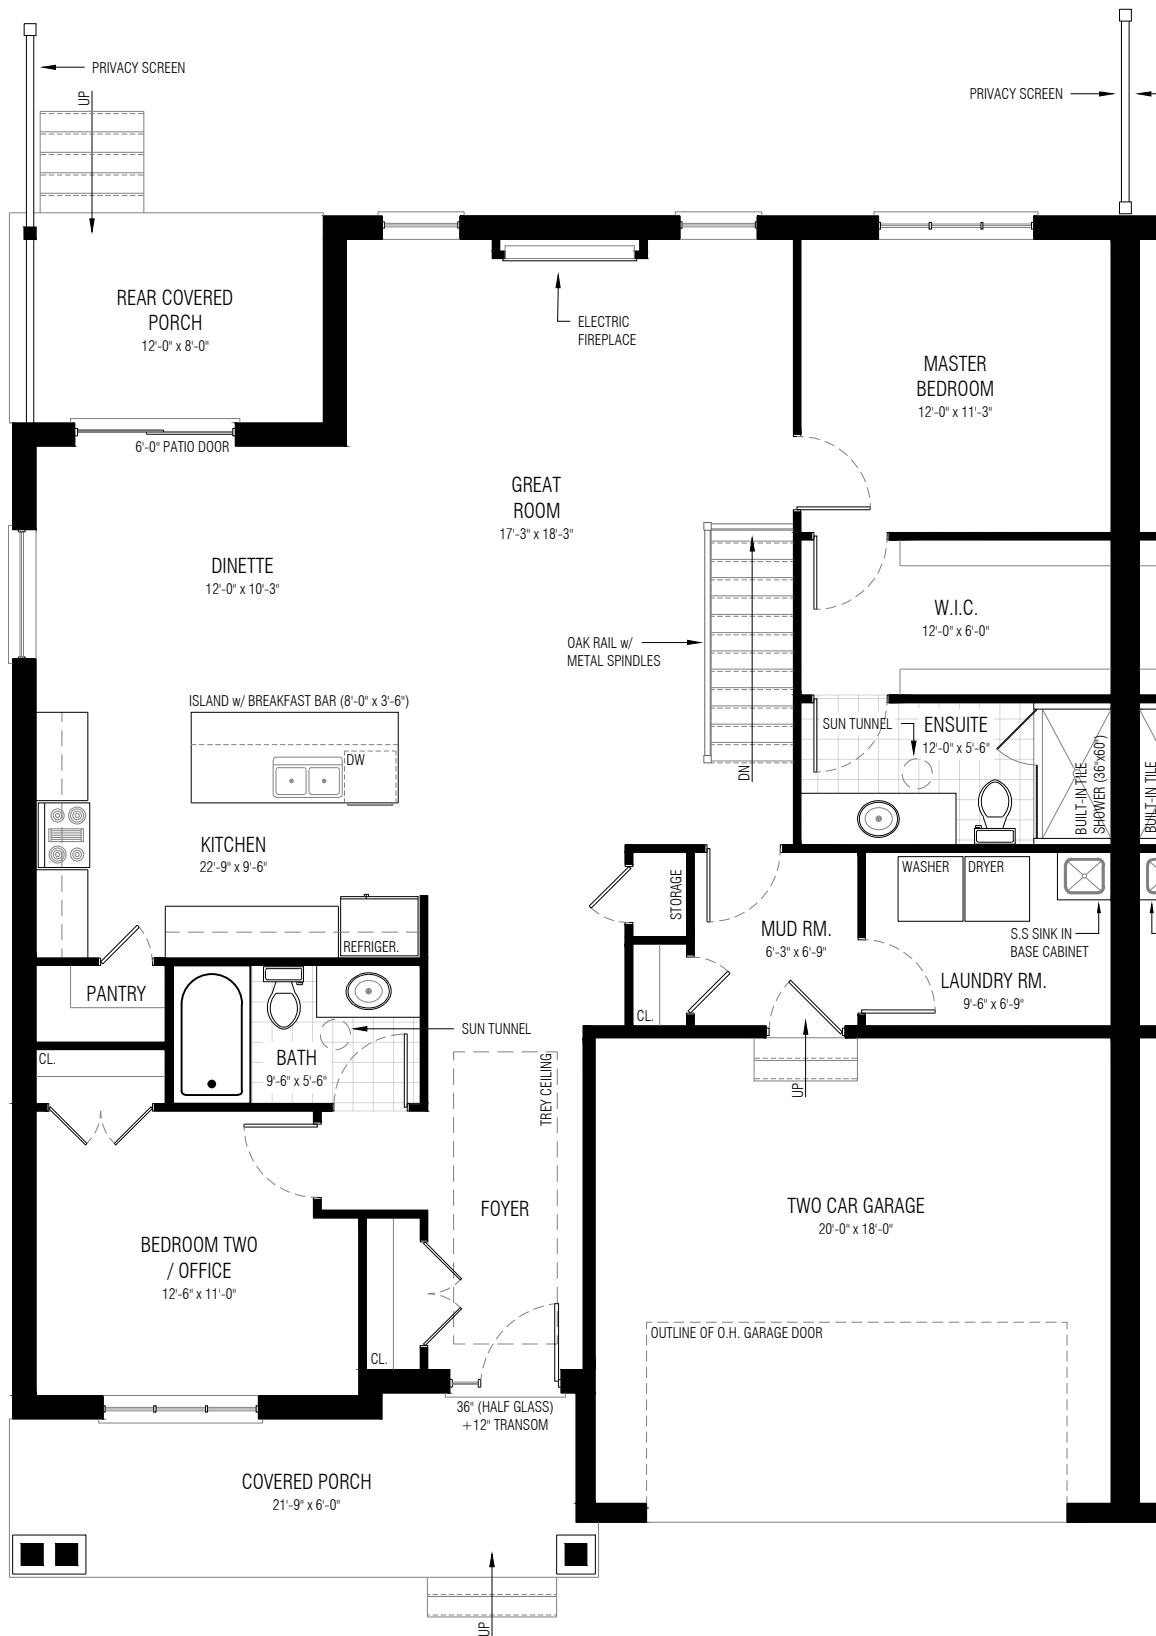 PRIVACY SCREEN
UP
PRIVACY SCREEN
REAR COVERED
PORCH
12'-0" x 8'-0"
ELECTRIC
FIREPLACE
MASTER
BEDROOM
12'-0" x 11'-3"
6'-0" PATIO DOOR
GREAT
ROOM
17'-3" x 18'-3"
DINETTE
12'-0" x 10'-3"
W.I.C.
12'-0" x 6'-0"
OAK RAIL w/
METAL SPINDLES
ISLAND w/ BREAKFAST BAR (8'-0" x 3'-6")
DW
DN
SUN TUNNEL
ENSUITE
12'-0" x 5'-6"
BUILT-IN TILE
SHOWER (36"x60")
BUILT-IN TILE
KITCHEN
22'-9" x 9'-6"
REFRIGER.
STORAGE
WASHER
DRYER
MUD RM.
6'-3" x 6'-9"
S.S SINK IN
BASE CABINET
LAUNDRY RM.
9'-6" x 6'-9"
PANTRY
CL.
CL.
SUN TUNNEL
BATH
9'-6" x 5'-6"
TREY CEILING
UP
FOYER
TWO CAR GARAGE
20'-0" x 18'-0"
BEDROOM TWO
/ OFFICE
12'-6" x 11'-0"
CL.
OUTLINE OF O.H. GARAGE DOOR
36" (HALF GLASS)
+12" TRANSOM
COVERED PORCH
21'-9" x 6'-0"
UP